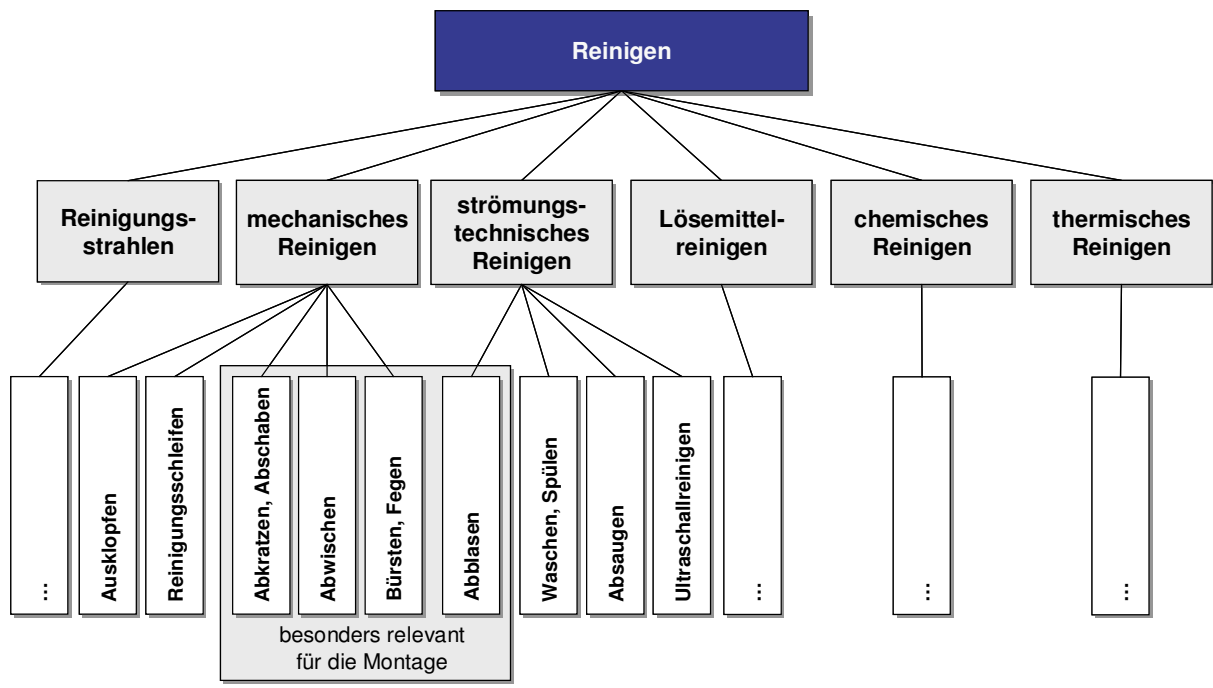 Reinigen
Reinigungs-
strahlen
mechanisches
Reinigen
strömungs-
technisches
Reinigen
Lösemittel-
reinigen
chemisches
Reinigen
thermisches
Reinigen
...
Ausklopfen
Reinigungsschleifen
Abkratzen, Abschaben
Abwischen
Bürsten, Fegen
Abblasen
Waschen, Spülen
Absaugen
Ultraschallreinigen
...
...
...
besonders relevant
für die Montage